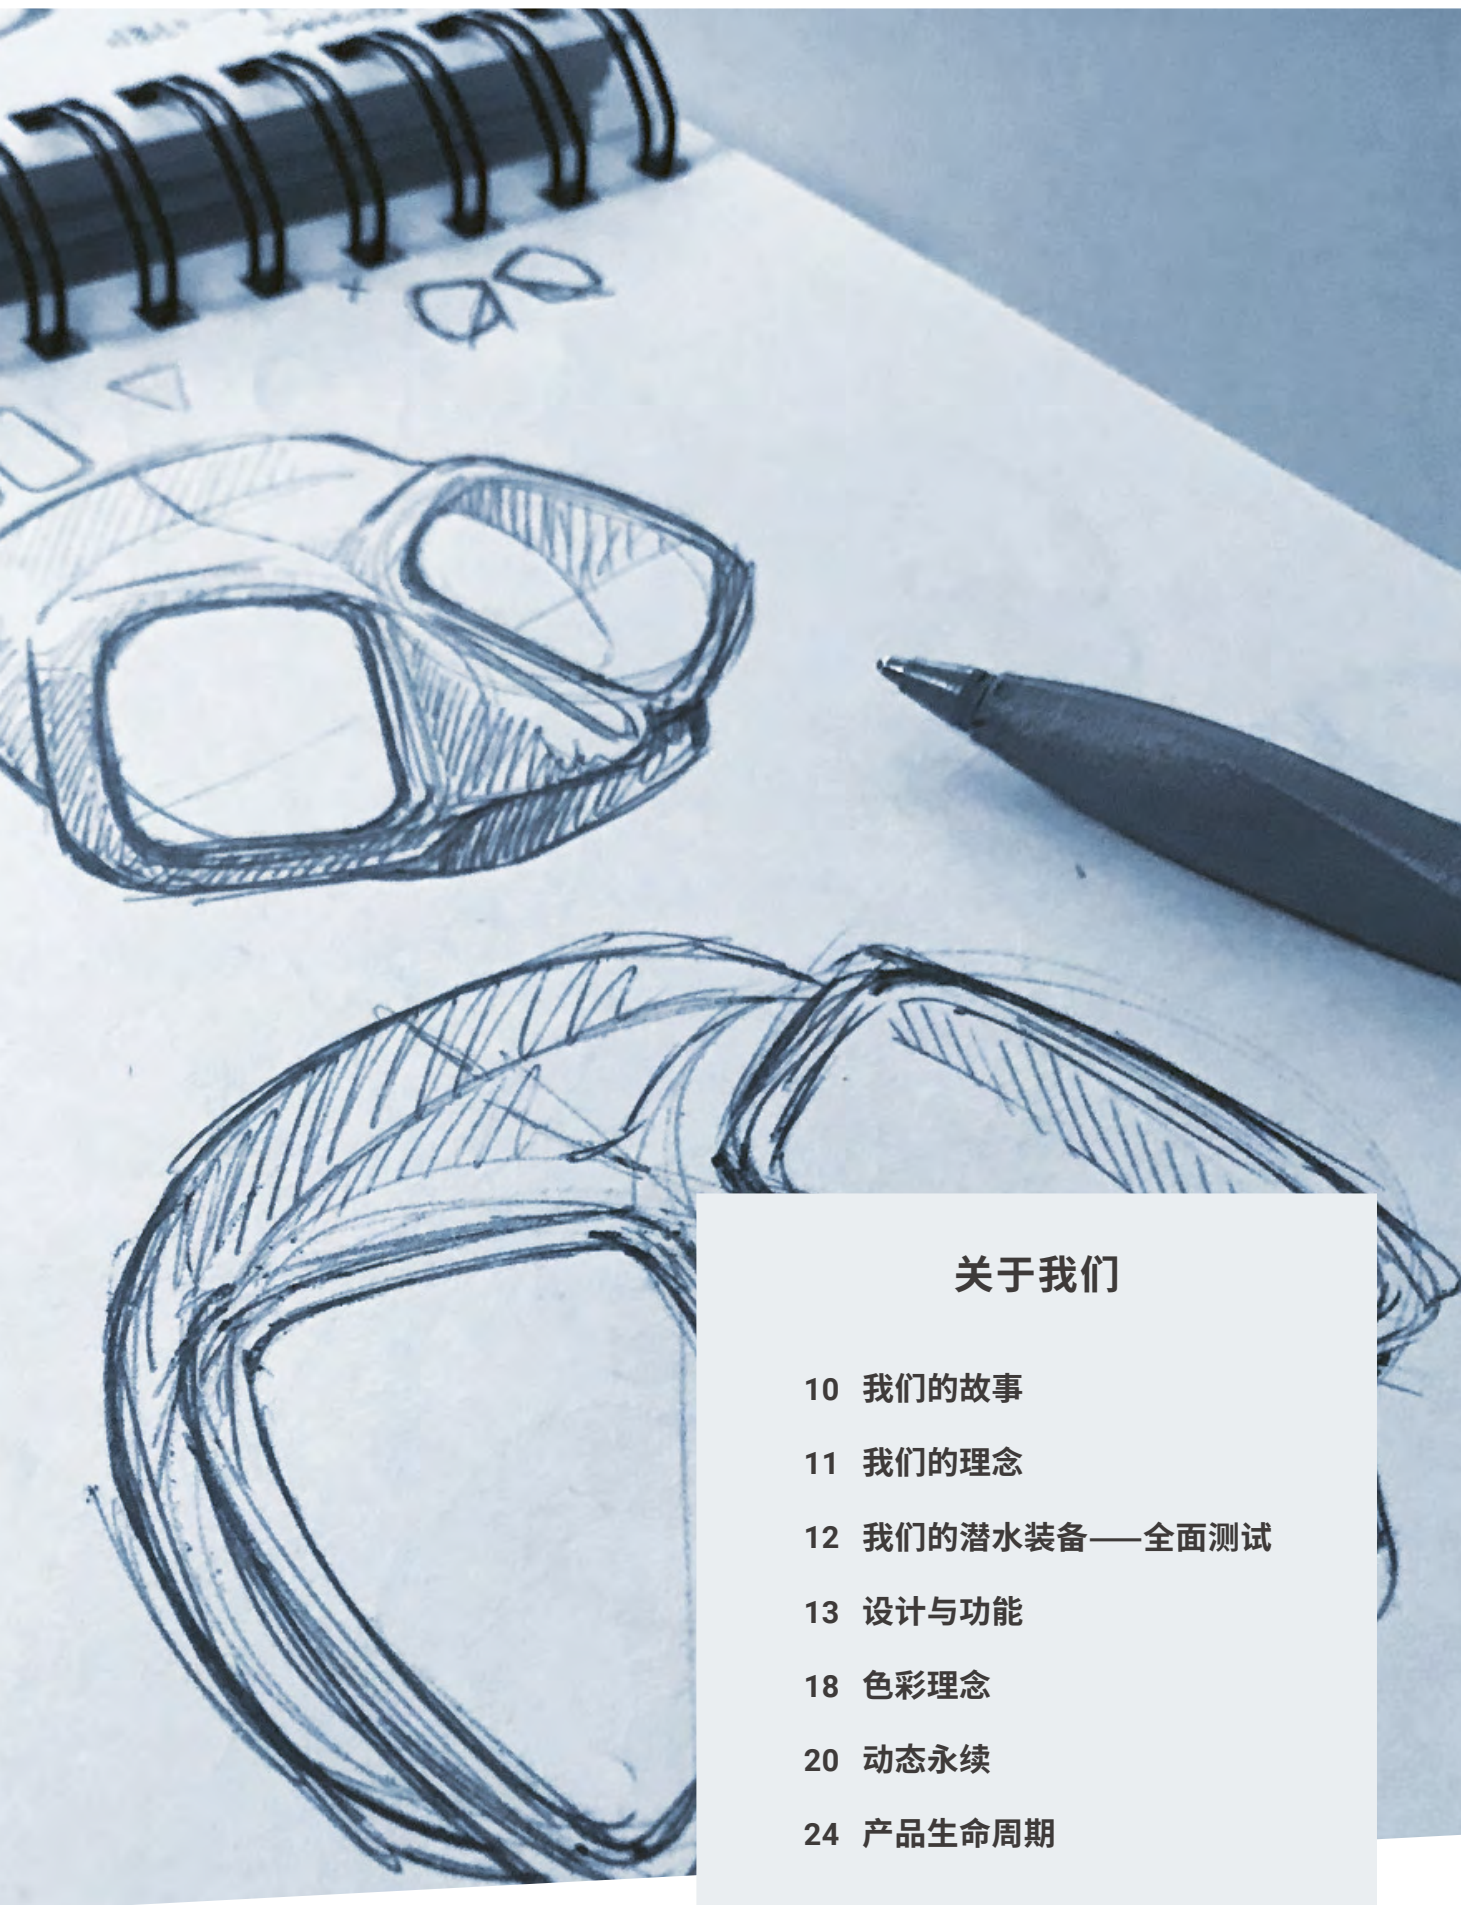 关于我们
10 我们的故事
11 我们的理念
12 我们的潜水装备——全面测试
13 设计与功能
18 色彩理念
20 动态永续
24 产品生命周期